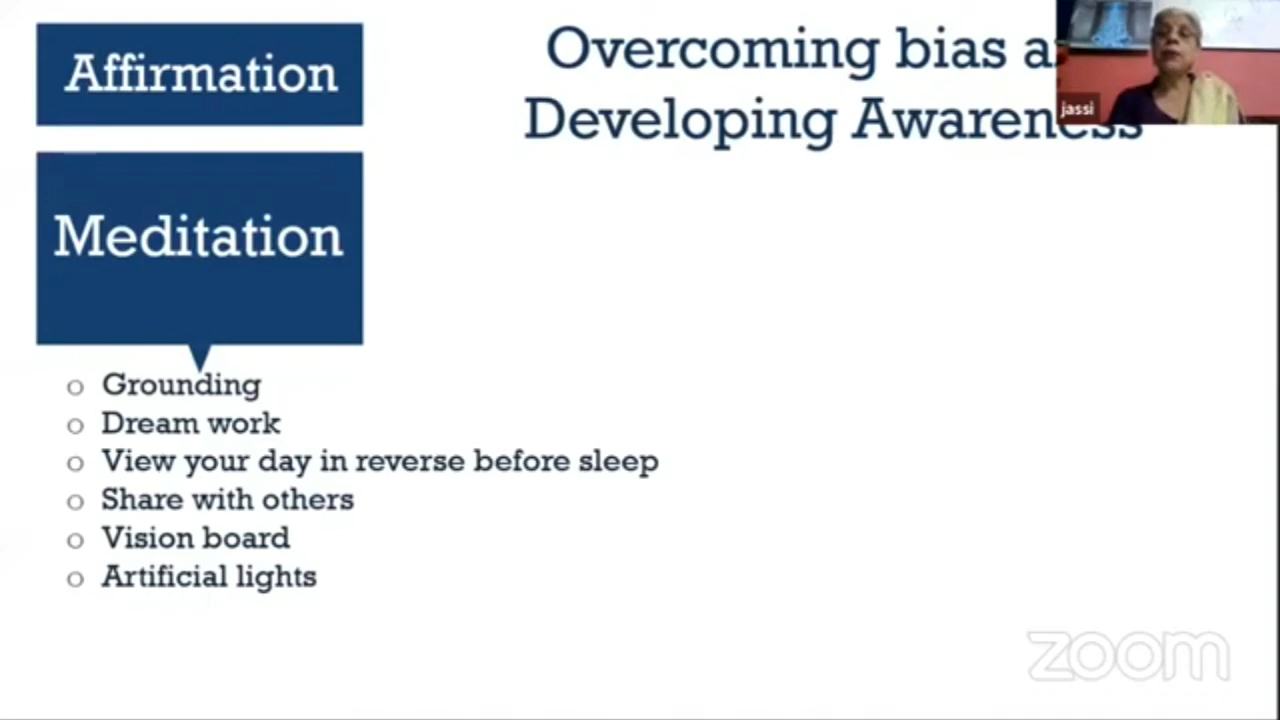 Affirmation
Overcoming bias
Developing Awareness
Meditation
Grounding
Dream work
View your day in reverse before sleep
Share with others
Vision board
Artificial lights
jassi
zoom